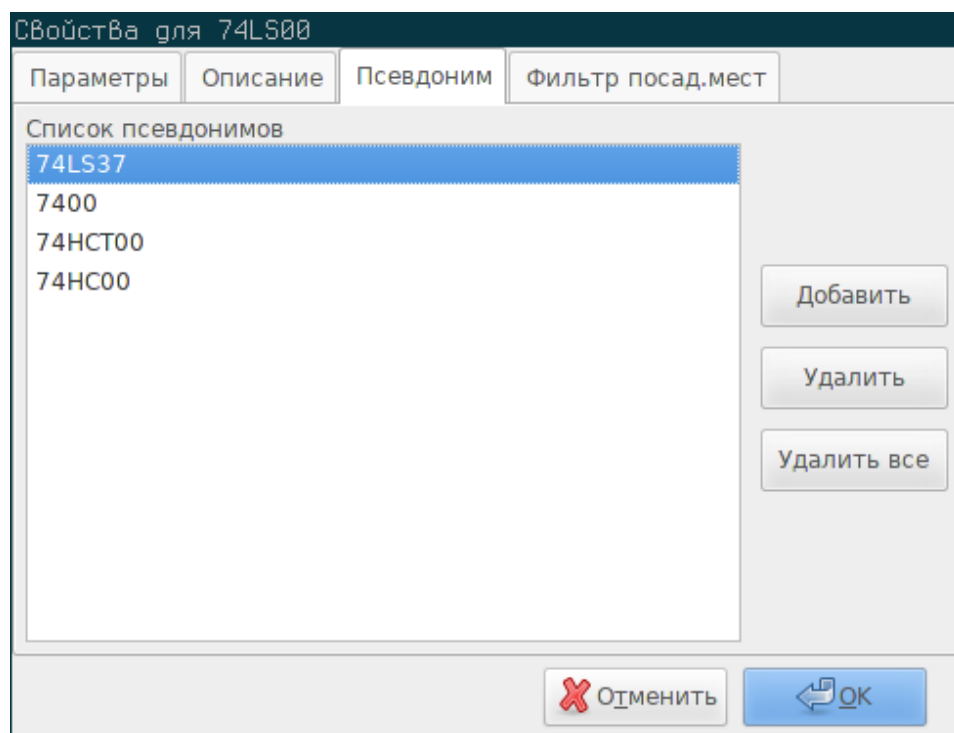 Свойства для 74LS00
Параметры Описание Псевдоним Фильтр посад.мест
Список псевдонимов
74LS37
7400
74HCT00
74HC00
Добавить
Удалить
Удалить все
Отменить OK